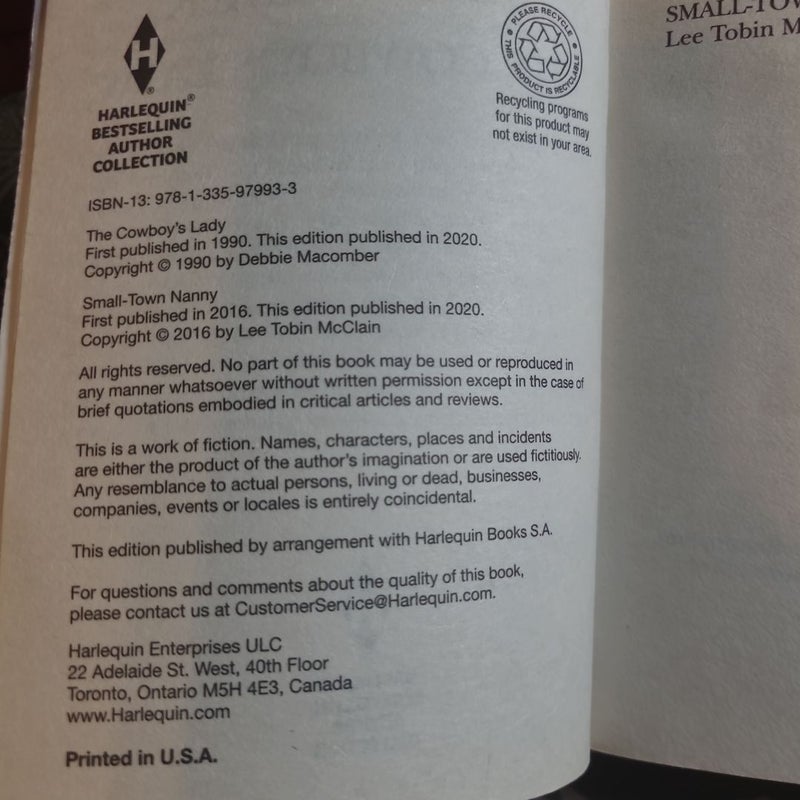 H
HARLEQUIN®
BESTSELLING
AUTHOR
COLLECTION
PLEASE RECYCLE
THIS PRODUCT IS RECYCLABLE
Recycling programs
for this product may
not exist in your area.
ISBN-13: 978-1-335-97993-3
The Cowboy's Lady
First published in 1990. This edition published in 2020.
Copyright © 1990 by Debbie Macomber
Small-Town Nanny
First published in 2016. This edition published in 2020.
Copyright © 2016 by Lee Tobin McClain
All rights reserved. No part of this book may be used or reproduced in
any manner whatsoever without written permission except in the case of
brief quotations embodied in critical articles and reviews.
This is a work of fiction. Names, characters, places and incidents
are either the product of the author's imagination or are used fictitiously.
Any resemblance to actual persons, living or dead, businesses,
companies, events or locales is entirely coincidental.
This edition published by arrangement with Harlequin Books S.A.
For questions and comments about the quality of this book,
please contact us at CustomerService@Harlequin.com.
Harlequin Enterprises ULC
22 Adelaide St. West, 40th Floor
Toronto, Ontario M5H 4E3, Canada
www.Harlequin.com
Printed in U.S.A.
SMALL-TOW
Lee Tobin M